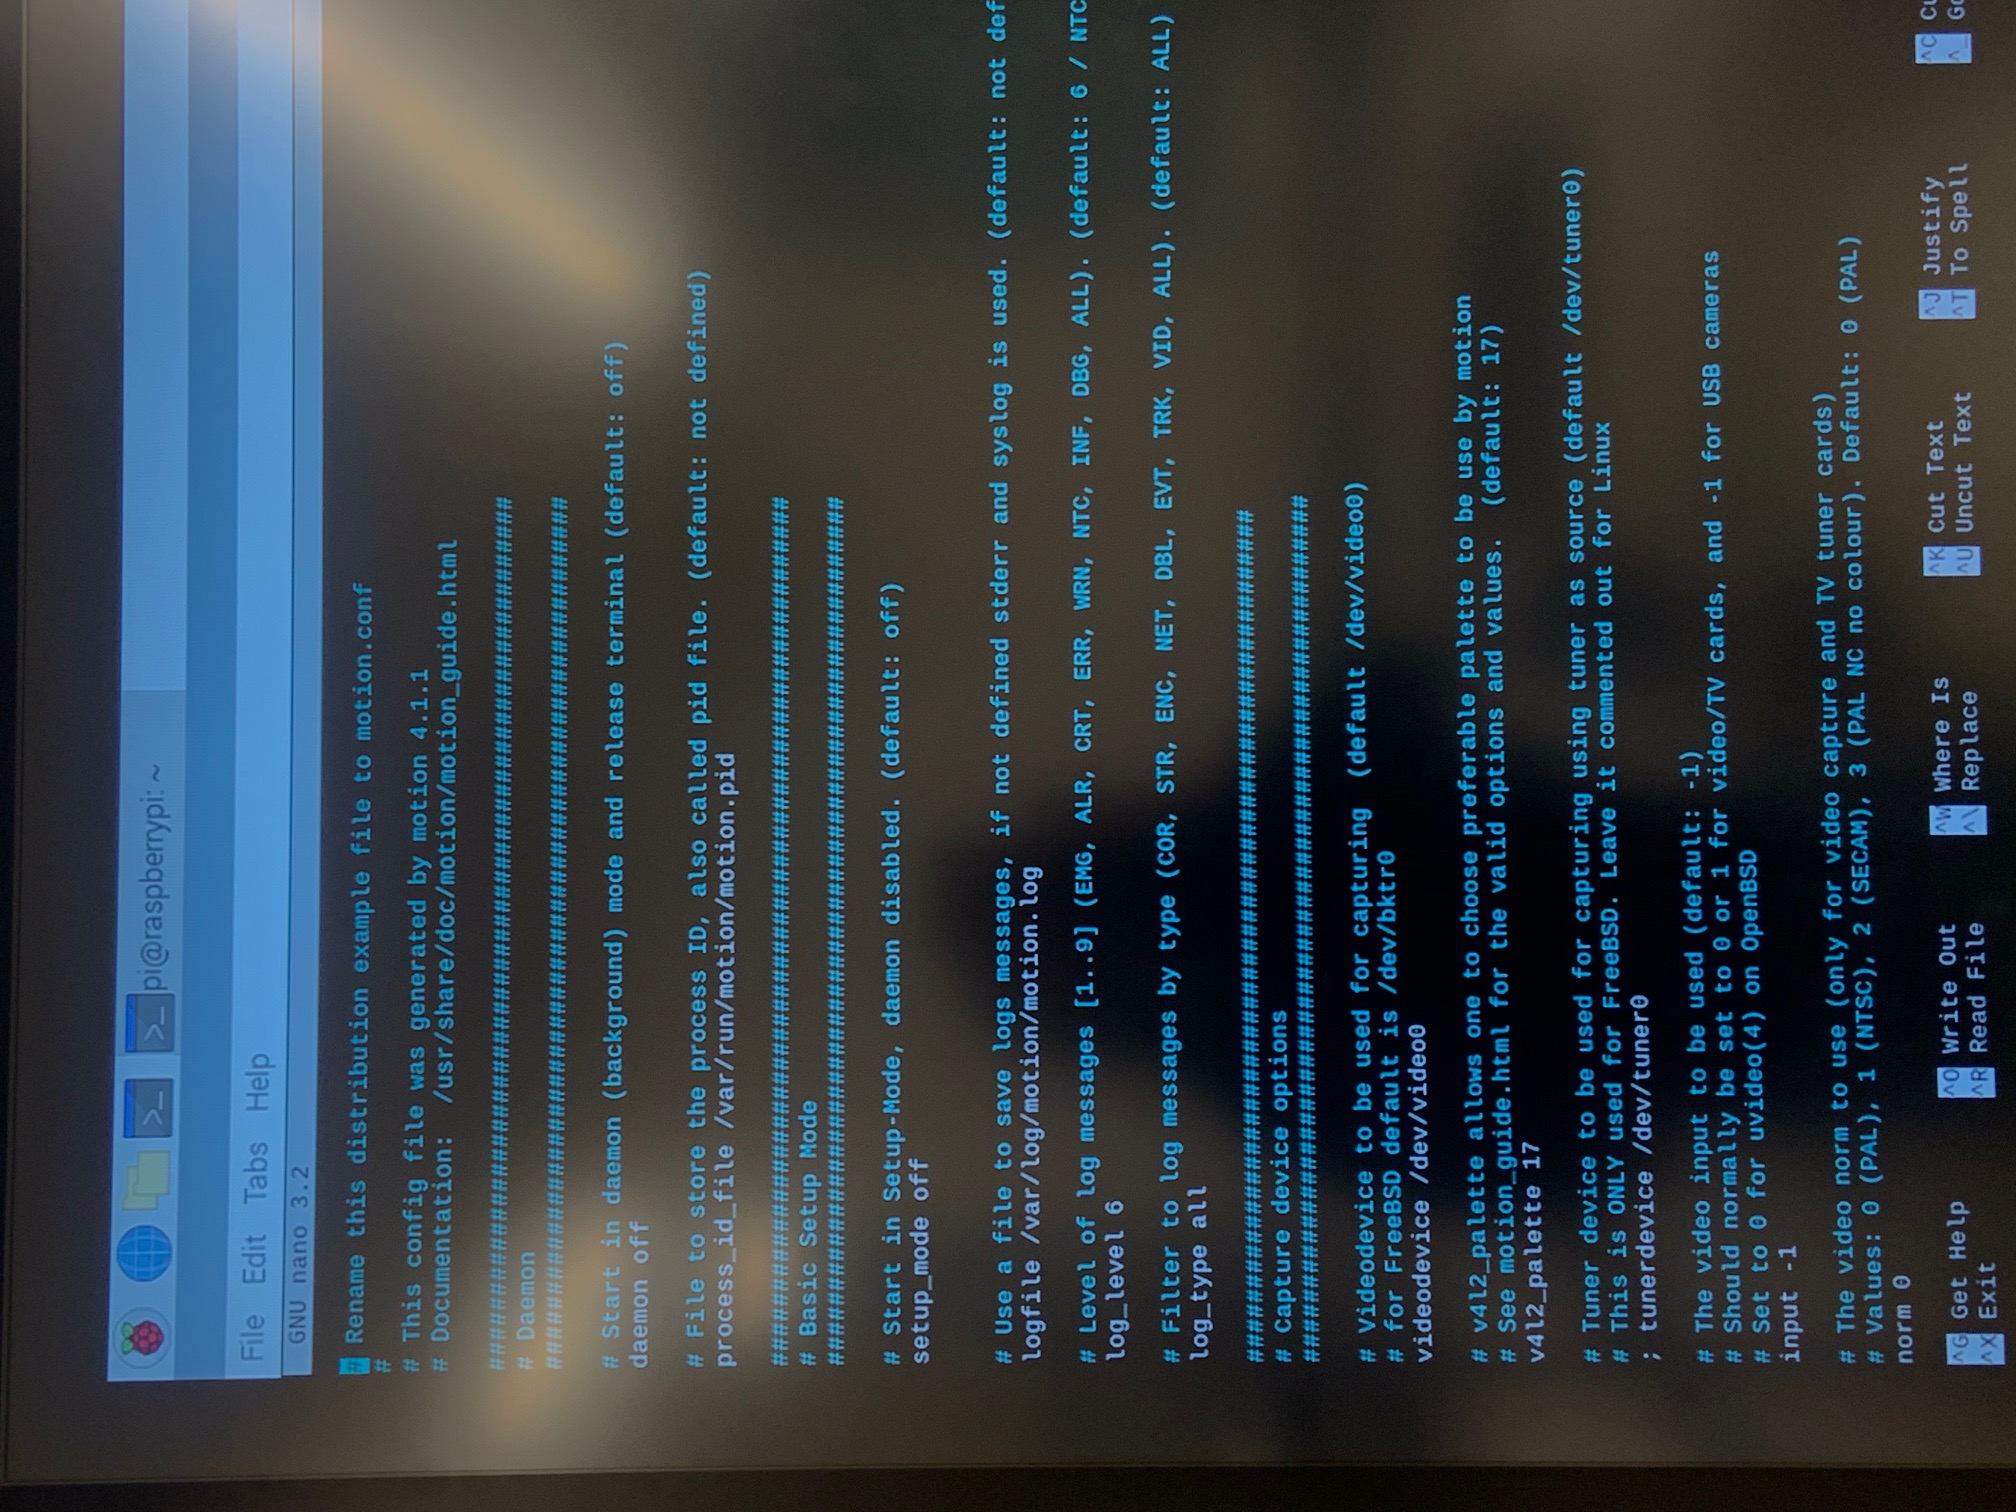 pi@raspberrypi: ~
File Edit Tabs Help
GNU nano 3.2
# Rename this distribution example file to motion.conf
#
# This config file was generated by motion 4.1.1
# Documentation:  /usr/share/doc/motion/motion_guide.html
############################################################
# Daemon
############################################################
# Start in daemon (background) mode and release terminal (default: off)
daemon off
# File to store the process ID, also called pid file. (default: not defined)
process_id_file /var/run/motion/motion.pid
############################################################
# Basic Setup Mode
############################################################
# Start in Setup-Mode, daemon disabled. (default: off)
setup_mode off
# Use a file to save logs messages, if not defined stderr and syslog is used. (default: not def
logfile /var/log/motion/motion.log
# Level of log messages [1..9] (EMG, ALR, CRT, ERR, WRN, NTC, INF, DBG, ALL). (default: 6 / NTC
log_level 6
# Filter to log messages by type (COR, STR, ENC, NET, DBL, EVT, TRK, VID, ALL). (default: ALL)
log_type all
###########################################################
# Capture device options
############################################################
# Videodevice to be used for capturing  (default /dev/video0)
# for FreeBSD default is /dev/bktr0
videodevice /dev/video0
# v4l2_palette allows one to choose preferable palette to be use by motion
# See motion_guide.html for the valid options and values.  (default: 17)
v4l2_palette 17
# Tuner device to be used for capturing using tuner as source (default /dev/tuner0)
# This is ONLY used for FreeBSD. Leave it commented out for Linux
; tunerdevice /dev/tuner0
# The video input to be used (default: -1)
# Should normally be set to 0 or 1 for video/TV cards, and -1 for USB cameras
# Set to 0 for uvideo(4) on OpenBSD
input -1
# The video norm to use (only for video capture and TV tuner cards)
# Values: 0 (PAL), 1 (NTSC), 2 (SECAM), 3 (PAL NC no colour). Default: 0 (PAL)
norm 0
^G Get Help ^O Write Out ^W Where Is ^K Cut Text ^J Justify ^C
^X Exit ^R Read File ^\ Replace ^U Uncut Text ^T To Spell ^_